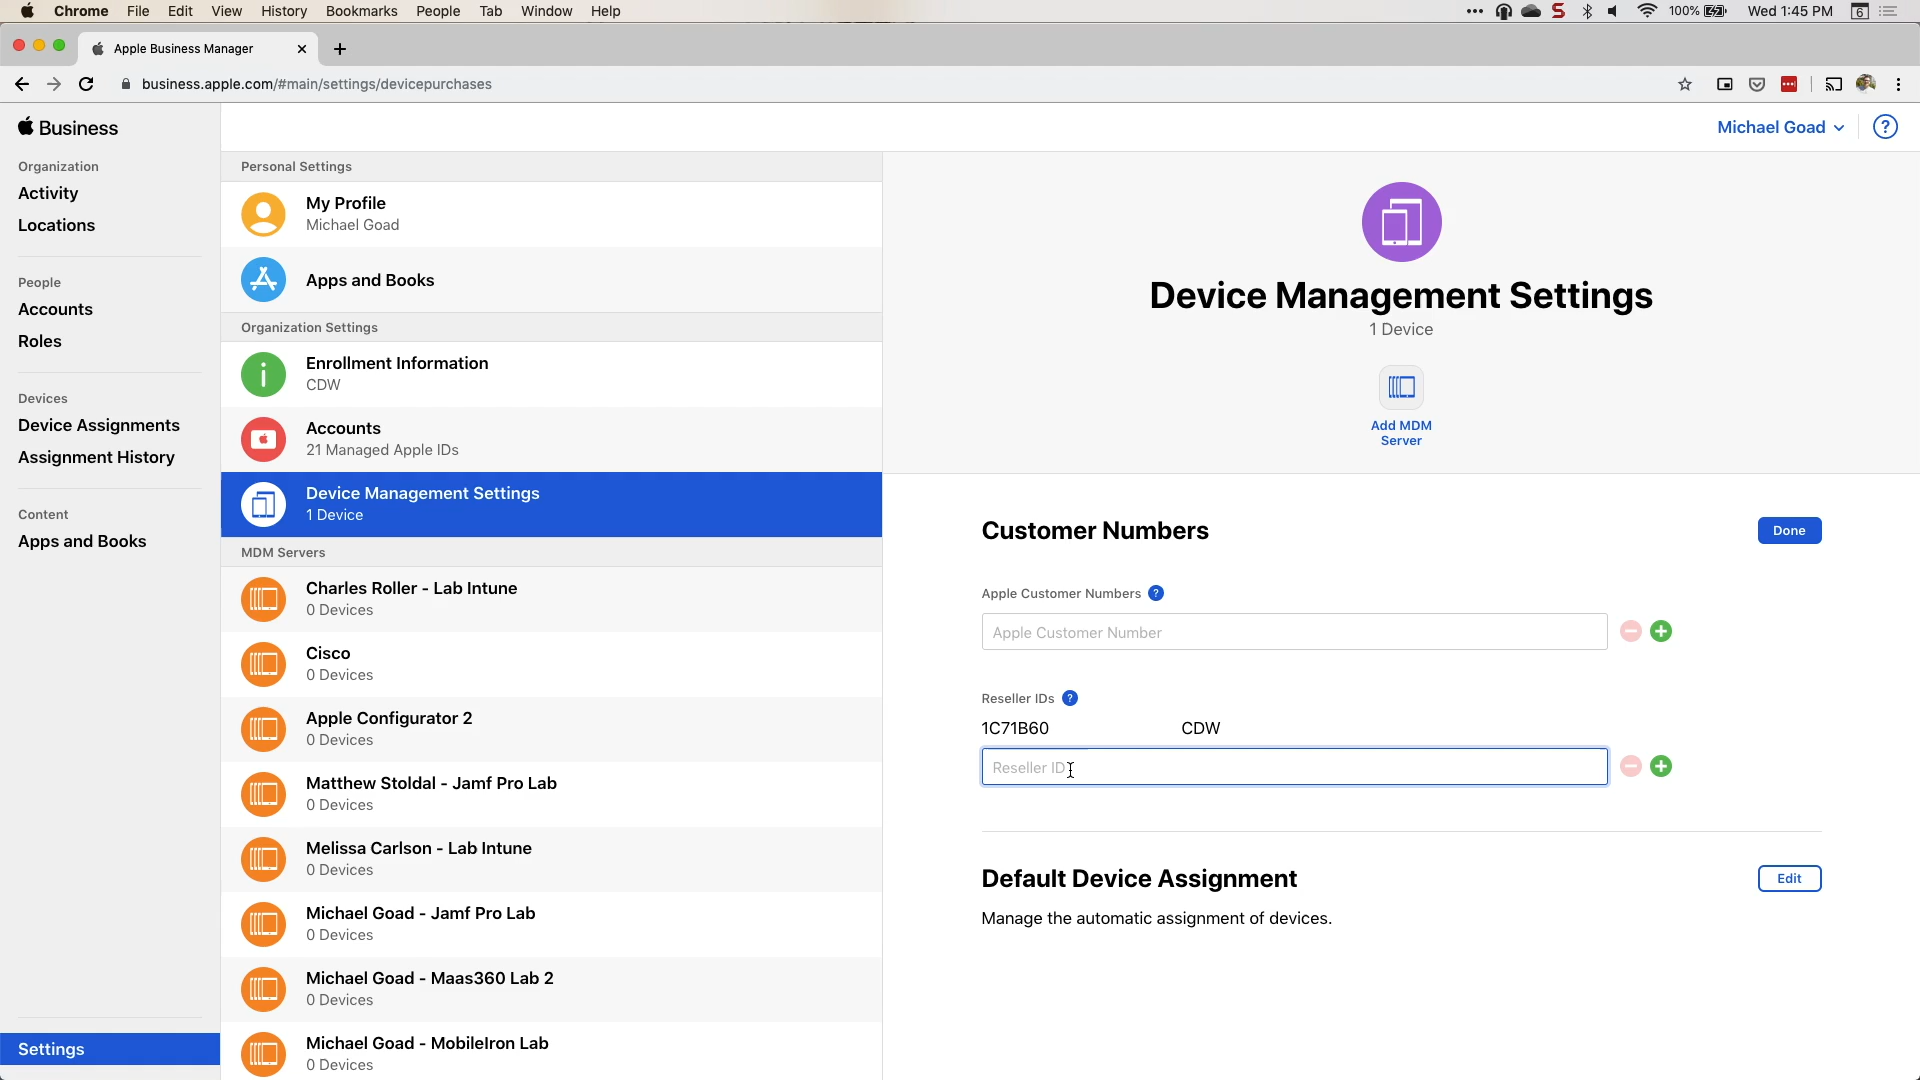 Chrome File Edit View History Bookmarks People Tab Window Help 100% Wed 1:45 PM 6
Apple Business Manager
business.apple.com/#main/settings/devicepurchases
Business
Michael Goad
Organization
Activity
Locations
People
Accounts
Roles
Devices
Device Assignments
Assignment History
Content
Apps and Books
Settings
Personal Settings
My Profile
Michael Goad
Apps and Books
Organization Settings
Enrollment Information
CDW
Accounts
21 Managed Apple IDs
Device Management Settings
1 Device
MDM Servers
Charles Roller - Lab Intune
0 Devices
Cisco
0 Devices
Apple Configurator 2
0 Devices
Matthew Stoldal - Jamf Pro Lab
0 Devices
Melissa Carlson - Lab Intune
0 Devices
Michael Goad - Jamf Pro Lab
0 Devices
Michael Goad - Maas360 Lab 2
0 Devices
Michael Goad - MobileIron Lab
0 Devices
Device Management Settings
1 Device
Add MDM
Server
Customer Numbers
Done
Apple Customer Numbers ?
Apple Customer Number
Reseller IDs ?
1C71B60 CDW
Reseller ID
Default Device Assignment
Edit
Manage the automatic assignment of devices.